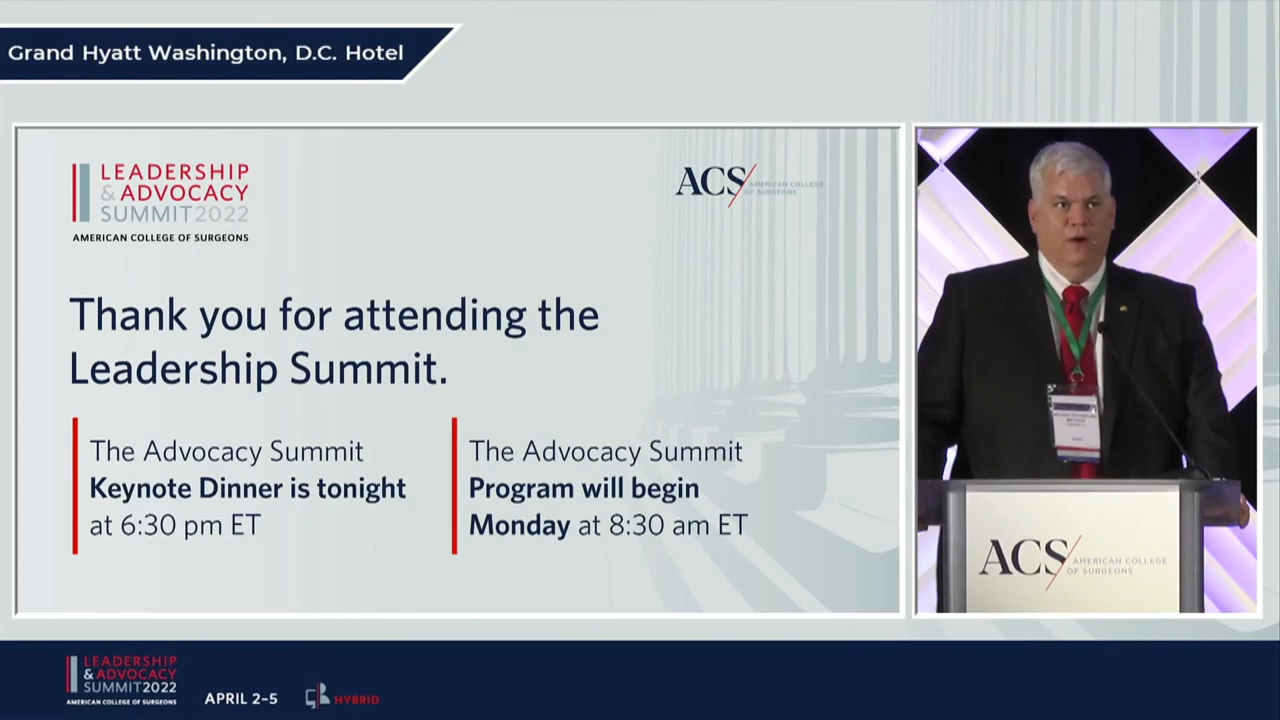 Grand Hyatt Washington, D.C. Hotel
LEADERSHIP
& ADVOCACY
SUMMIT2022
AMERICAN COLLEGE OF SURGEONS
ACS
AMERICAN COLLEGE
OF SURGEONS
Thank you for attending the
Leadership Summit.
The Advocacy Summit
Keynote Dinner is tonight
at 6:30 pm ET
The Advocacy Summit
Program will begin
Monday at 8:30 am ET
ACS
AMERICAN COLLEGE
OF SURGEONS
LEADERSHIP
& ADVOCACY
SUMMIT2022
AMERICAN COLLEGE OF SURGEONS
APRIL 2–5
HYBRID